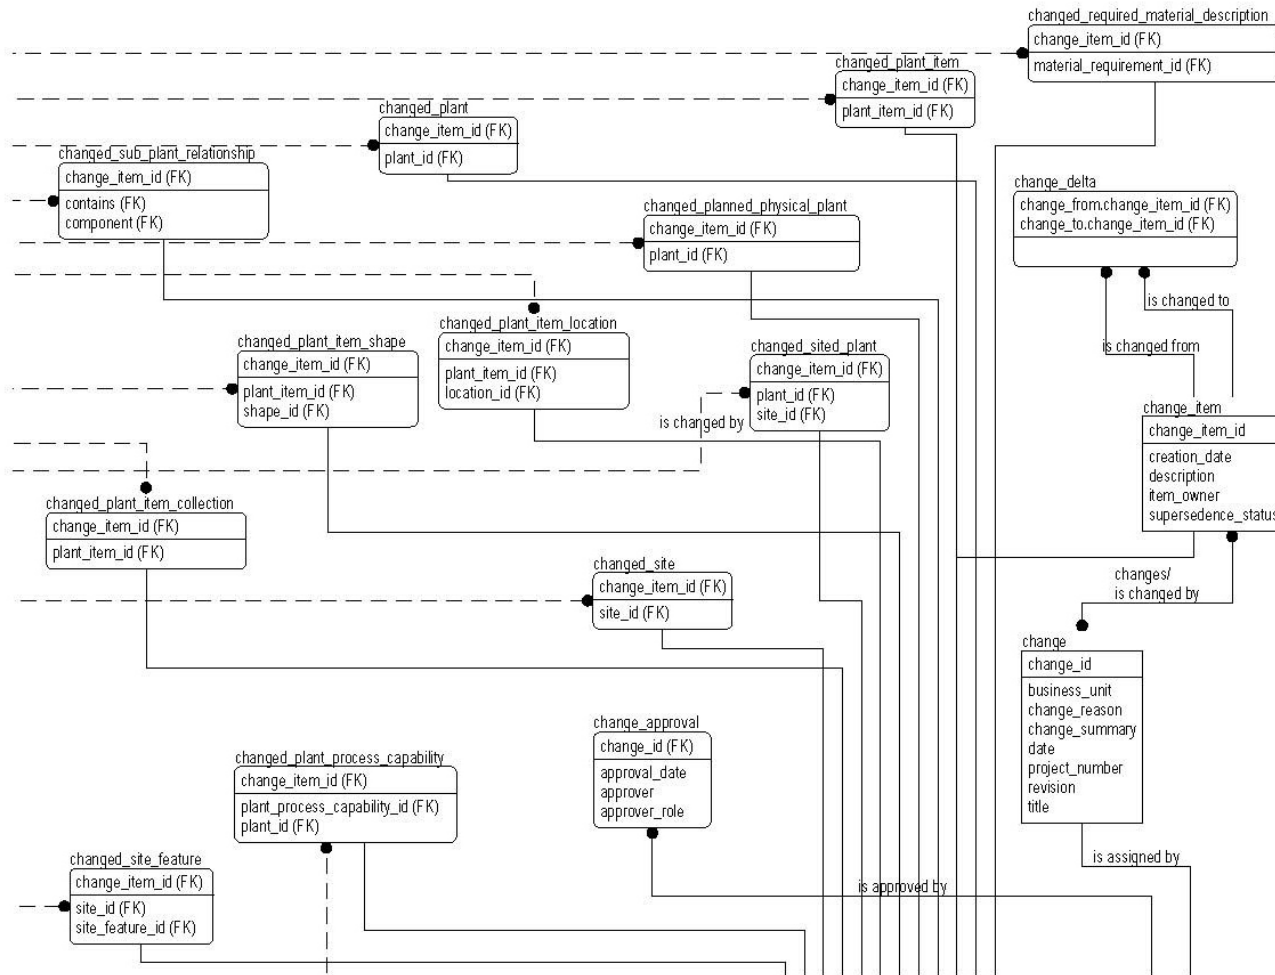 changed_required_material_description
change_item_id (FK)
material_requirement_id (FK)
changed_plant_item
change_item_id (FK)
plant_item_id (FK)
changed_plant
change_item_id (FK)
plant_id (FK)
changed_sub_plant_relationship
change_item_id (FK)
contains (FK)
component (FK)
change_delta
change_from.change_item_id (FK)
change_to.change_item_id (FK)
changed_planned_physical_plant
change_item_id (FK)
plant_id (FK)
is changed to
is changed from
changed_plant_item_location
change_item_id (FK)
plant_item_id (FK)
location_id (FK)
changed_plant_item_shape
change_item_id (FK)
plant_item_id (FK)
shape_id (FK)
changed_sited_plant
change_item_id (FK)
plant_id (FK)
site_id (FK)
is changed by
change_item
change_item_id
creation_date
description
item_owner
supersedence_status
changed_plant_item_collection
change_item_id (FK)
plant_item_id (FK)
changed_site
change_item_id (FK)
site_id (FK)
changes/
is changed by
change
change_id
business_unit
change_reason
change_summary
date
project_number
revision
title
change_approval
change_id (FK)
approval_date
approver
approver_role
changed_plant_process_capability
change_item_id (FK)
plant_process_capability_id (FK)
plant_id (FK)
changed_site_feature
change_item_id (FK)
site_id (FK)
site_feature_id (FK)
is assigned by
is approved by